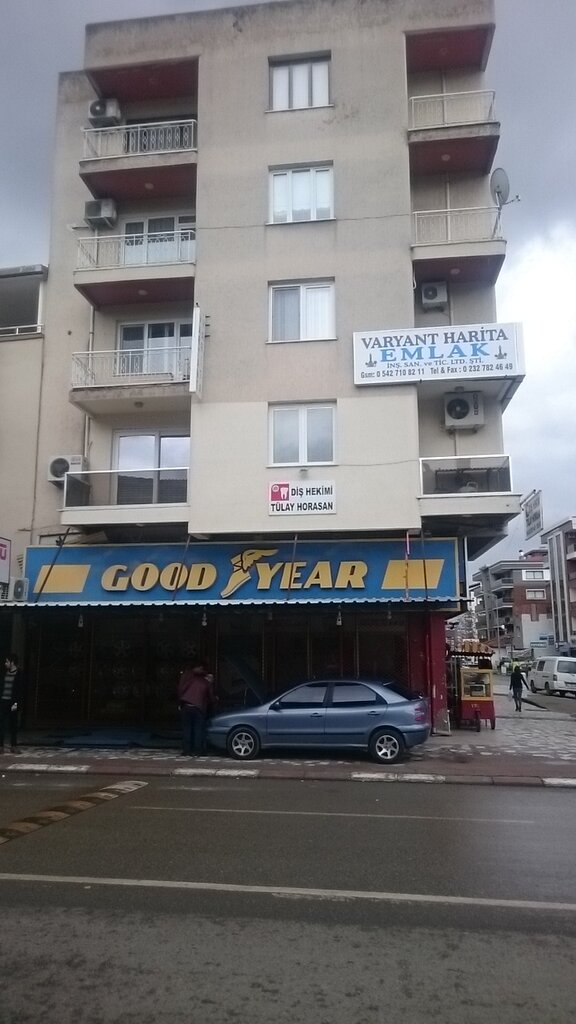 VARYANT HARİTA
EMLAK
İNŞ. SAN. ve TİC. LTD. ŞTİ.
Gsm: 0 542 710 82 11 Tel & Fax : 0 232 782 46 49
DİŞ HEKİMİ
TÜLAY HORASAN
GOOD YEAR